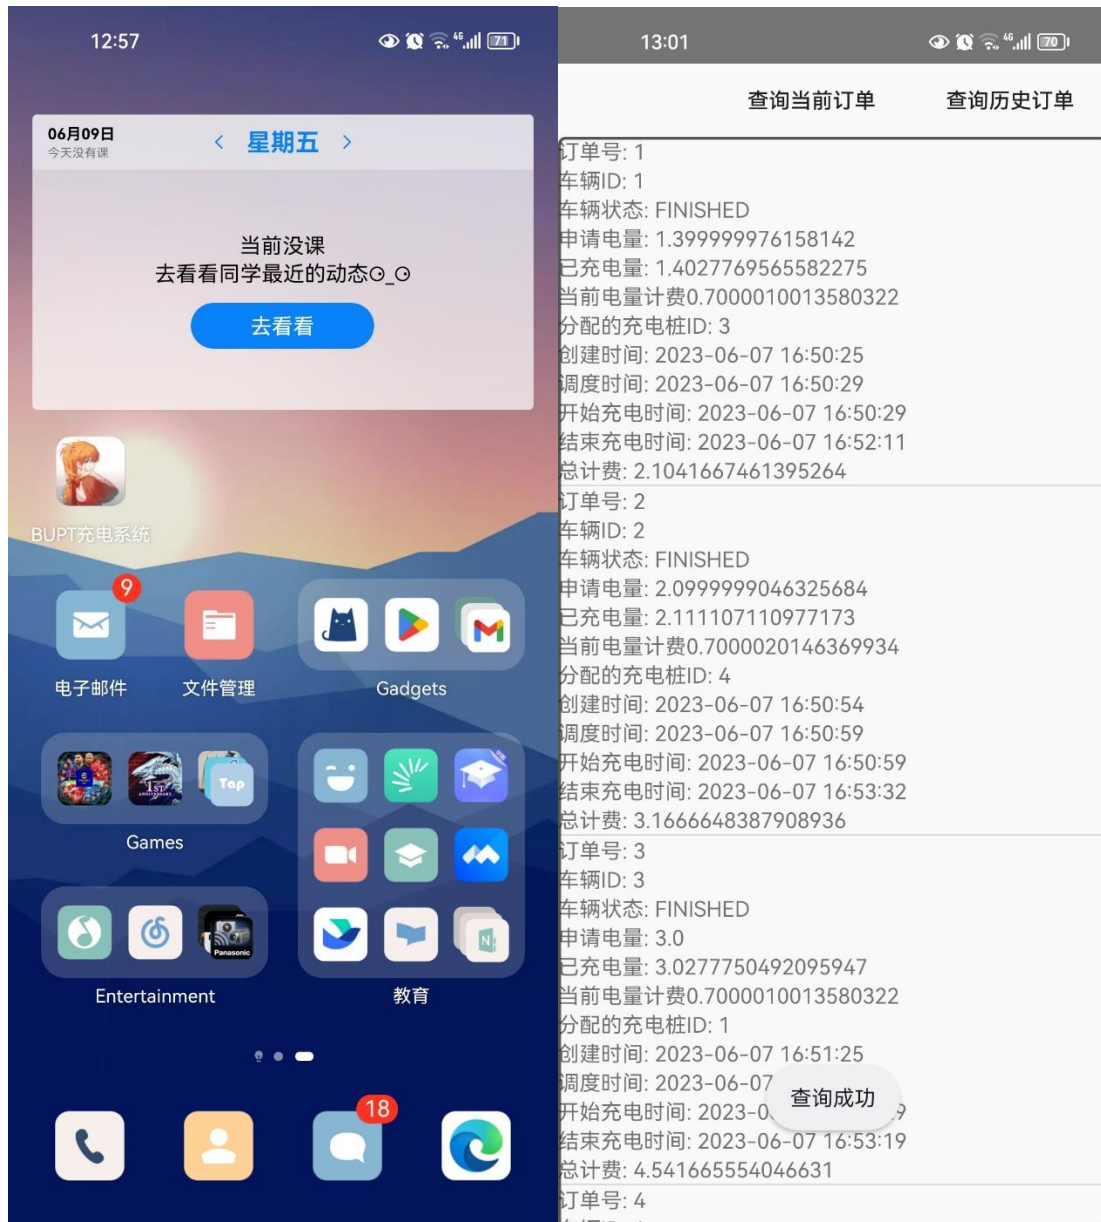 12:57
46
71
06月09日
今天没有课
星期五
当前没课
去看看同学最近的动态ʘ_ʘ
去看看
BUPT充电系统
9
电子邮件
文件管理
Gadgets
1ST
ANNIVERSARY
Tap
Games
Panasonic
N
Entertainment
教育
18
13:01
46
70
查询当前订单
查询历史订单
订单号: 1
车辆ID: 1
车辆状态: FINISHED
申请电量: 1.399999976158142
已充电量: 1.4027769565582275
当前电量计费0.7000010013580322
分配的充电桩ID: 3
创建时间: 2023-06-07 16:50:25
调度时间: 2023-06-07 16:50:29
开始充电时间: 2023-06-07 16:50:29
结束充电时间: 2023-06-07 16:52:11
总计费: 2.1041667461395264
订单号: 2
车辆ID: 2
车辆状态: FINISHED
申请电量: 2.0999999046325684
已充电量: 2.111107110977173
当前电量计费0.7000020146369934
分配的充电桩ID: 4
创建时间: 2023-06-07 16:50:54
调度时间: 2023-06-07 16:50:59
开始充电时间: 2023-06-07 16:50:59
结束充电时间: 2023-06-07 16:53:32
总计费: 3.1666648387908936
订单号: 3
车辆ID: 3
车辆状态: FINISHED
申请电量: 3.0
已充电量: 3.0277750492095947
当前电量计费0.7000010013580322
分配的充电桩ID: 1
创建时间: 2023-06-07 16:51:25
调度时间: 2023-06-07
查询成功
开始充电时间: 2023-0
结束充电时间: 2023-06-07 16:53:19
总计费: 4.541665554046631
订单号: 4